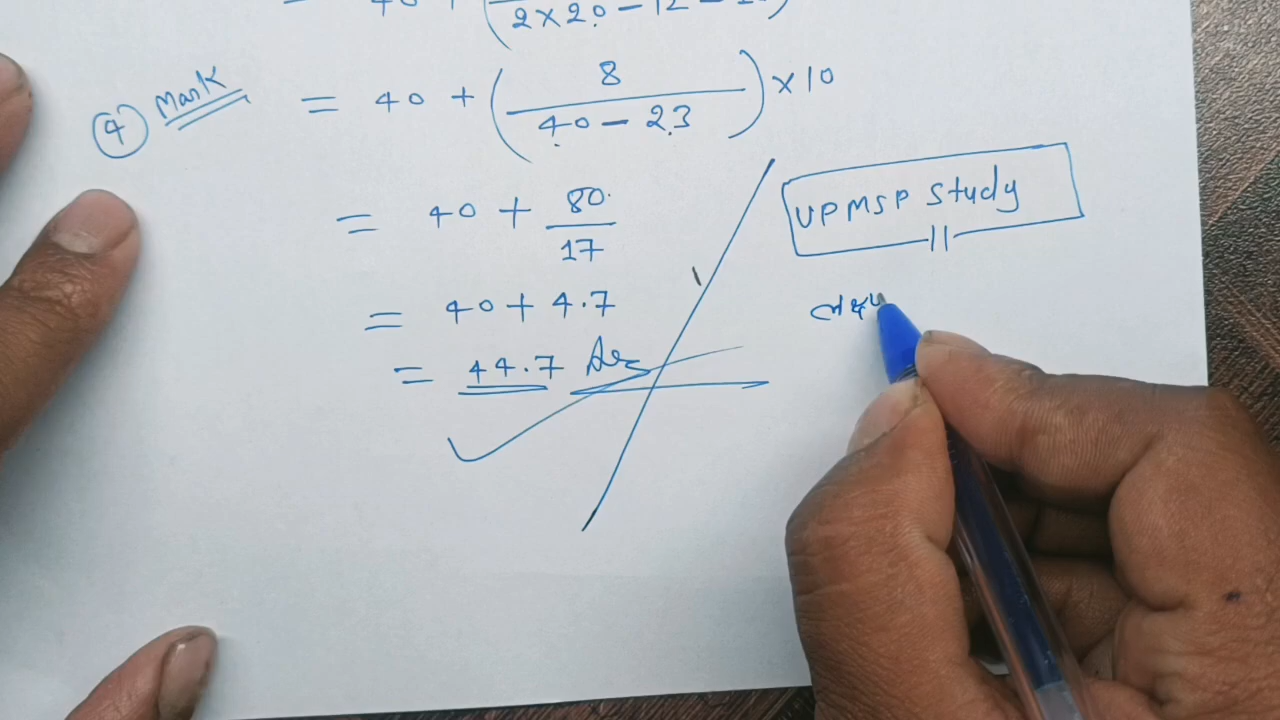 2×20-12-
④ Mark = 40 + (8/40-23) ×10
= 40 + 80/17
= 40 + 4.7
= 44.7 Ans
UPMSP Study